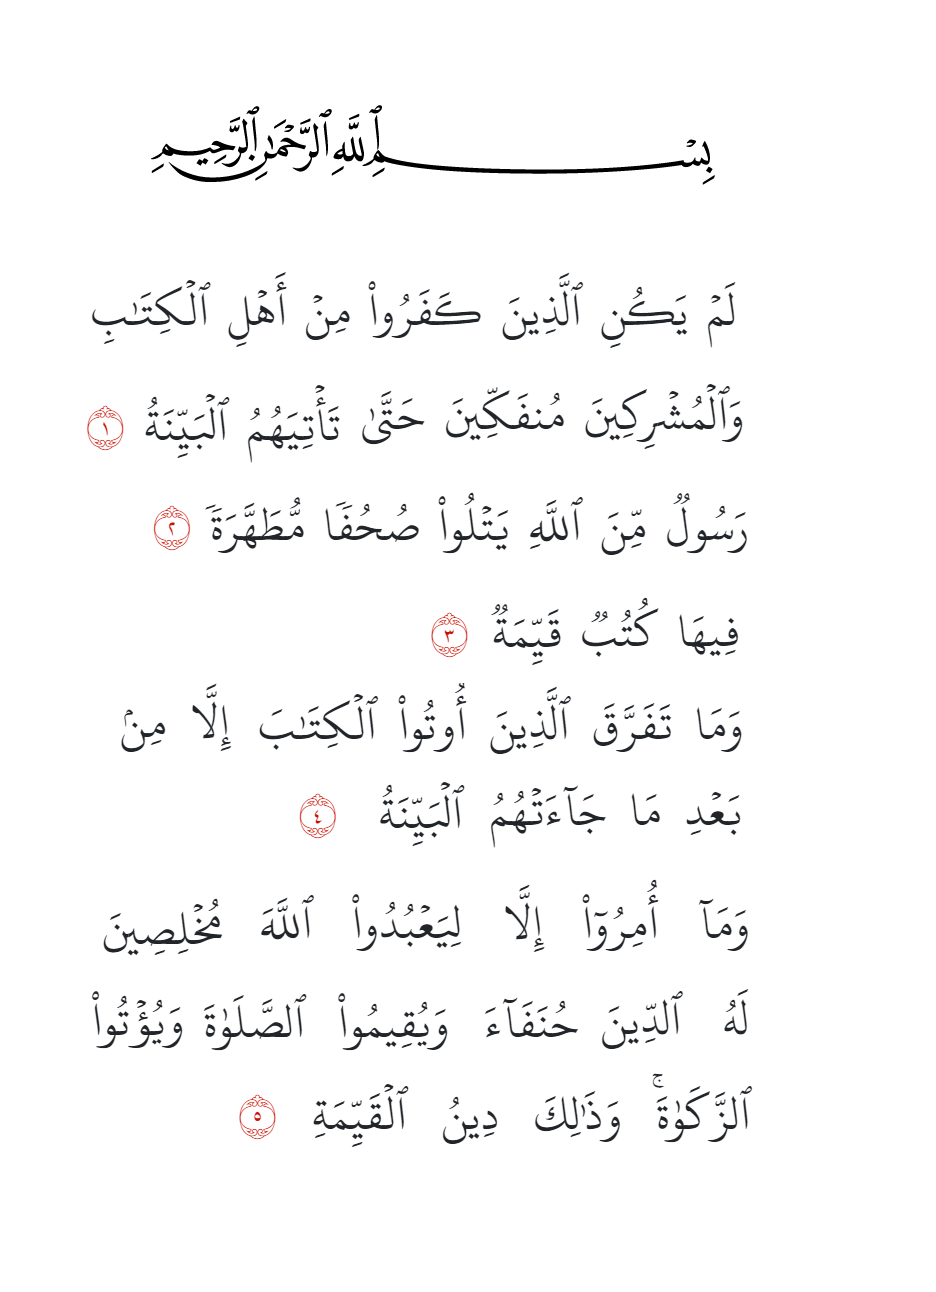 بِسْمِ ٱللَّهِ ٱلرَّحْمَٰنِ ٱلرَّحِيمِ
لَمْ يَكُنِ ٱلَّذِينَ كَفَرُوا۟ مِنْ أَهْلِ ٱلْكِتَـٰبِ
وَٱلْمُشْرِكِينَ مُنفَكِّينَ حَتَّىٰ تَأْتِيَهُمُ ٱلْبَيِّنَةُ ١
رَسُولٌ مِّنَ ٱللَّهِ يَتْلُوا۟ صُحُفًا مُّطَهَّرَةً ٢
فِيهَا كُتُبٌ قَيِّمَةٌ ٣
وَمَا تَفَرَّقَ ٱلَّذِينَ أُوتُوا۟ ٱلْكِتَـٰبَ إِلَّا مِنۢ
بَعْدِ مَا جَآءَتْهُمُ ٱلْبَيِّنَةُ ٤
وَمَآ أُمِرُوٓا۟ إِلَّا لِيَعْبُدُوا۟ ٱللَّهَ مُخْلِصِينَ
لَهُ ٱلدِّينَ حُنَفَآءَ وَيُقِيمُوا۟ ٱلصَّلَوٰةَ وَيُؤْتُوا۟
ٱلزَّكَوٰةَ ۚ وَذَٰلِكَ دِينُ ٱلْقَيِّمَةِ ٥